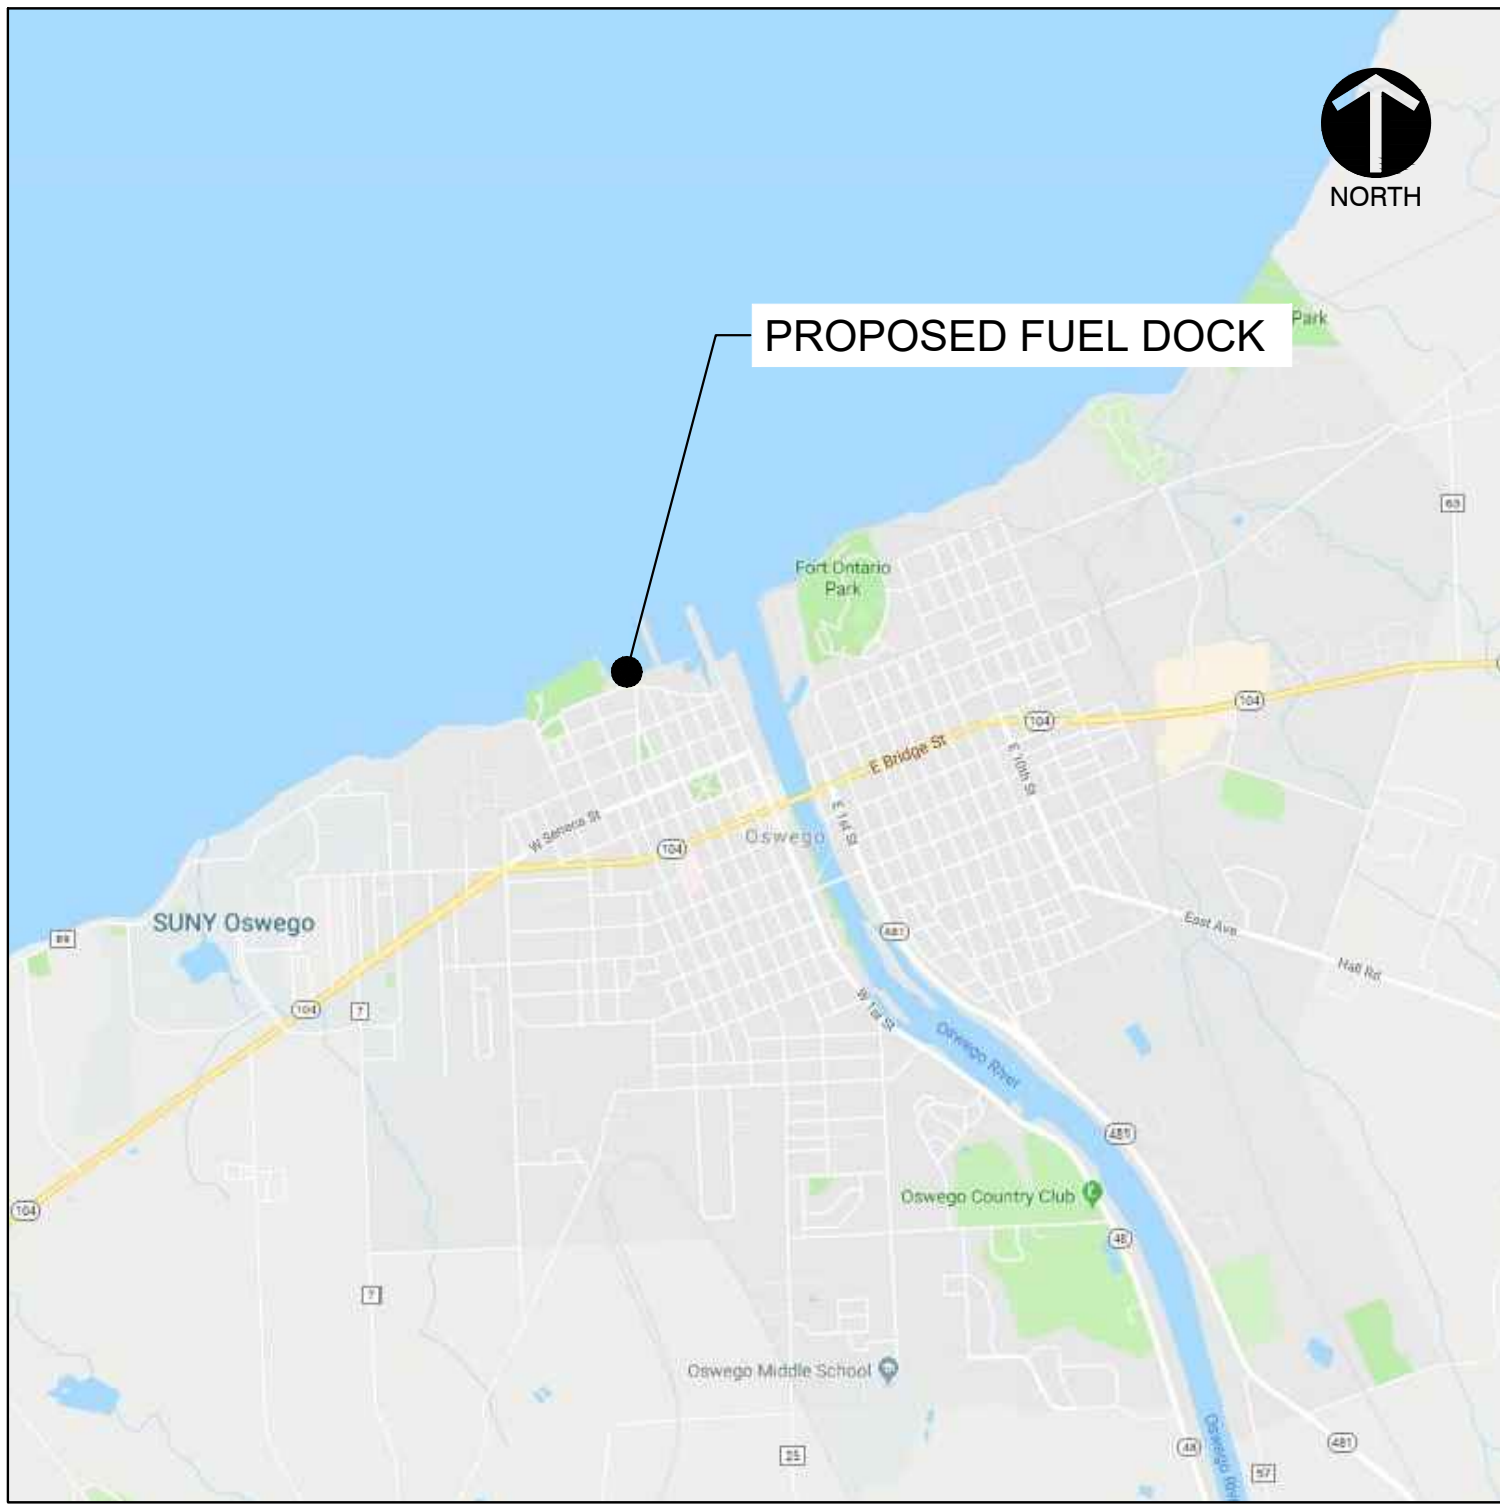 NORTH
Park
PROPOSED FUEL DOCK
63
Fort Ontario
Park
104
104
E Bridge St
E 10th St
E 1st St
W Seneca St
Oswego
104
SUNY Oswego
89
East Ave
481
Hall Rd
104
7
W 1st St
Oswego River
481
Oswego Country Club
104
48
7
Oswego Middle School
Oswego
481
48
25
57